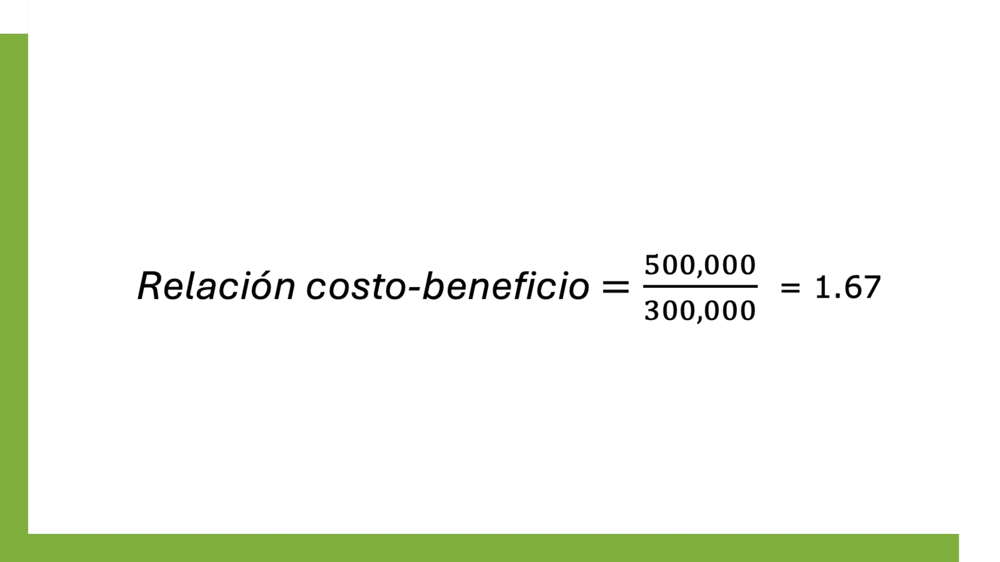 Relación costo-beneficio = 500,000 / 300,000 = 1.67